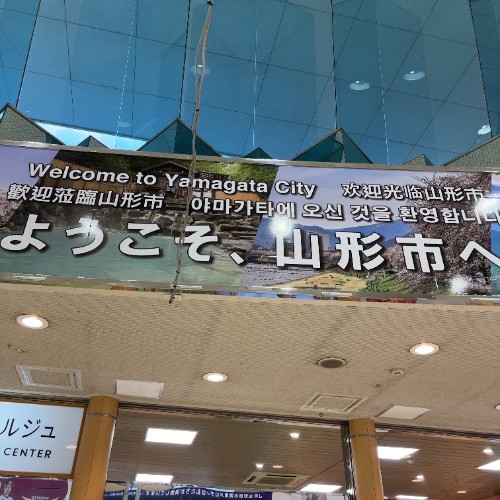 Welcome to Yamagata City 欢迎光临山形市
歡迎蒞臨山形市 야마가타에 오신 것을 환영합니다
ようこそ、山形市へ
ルジュ
CENTER